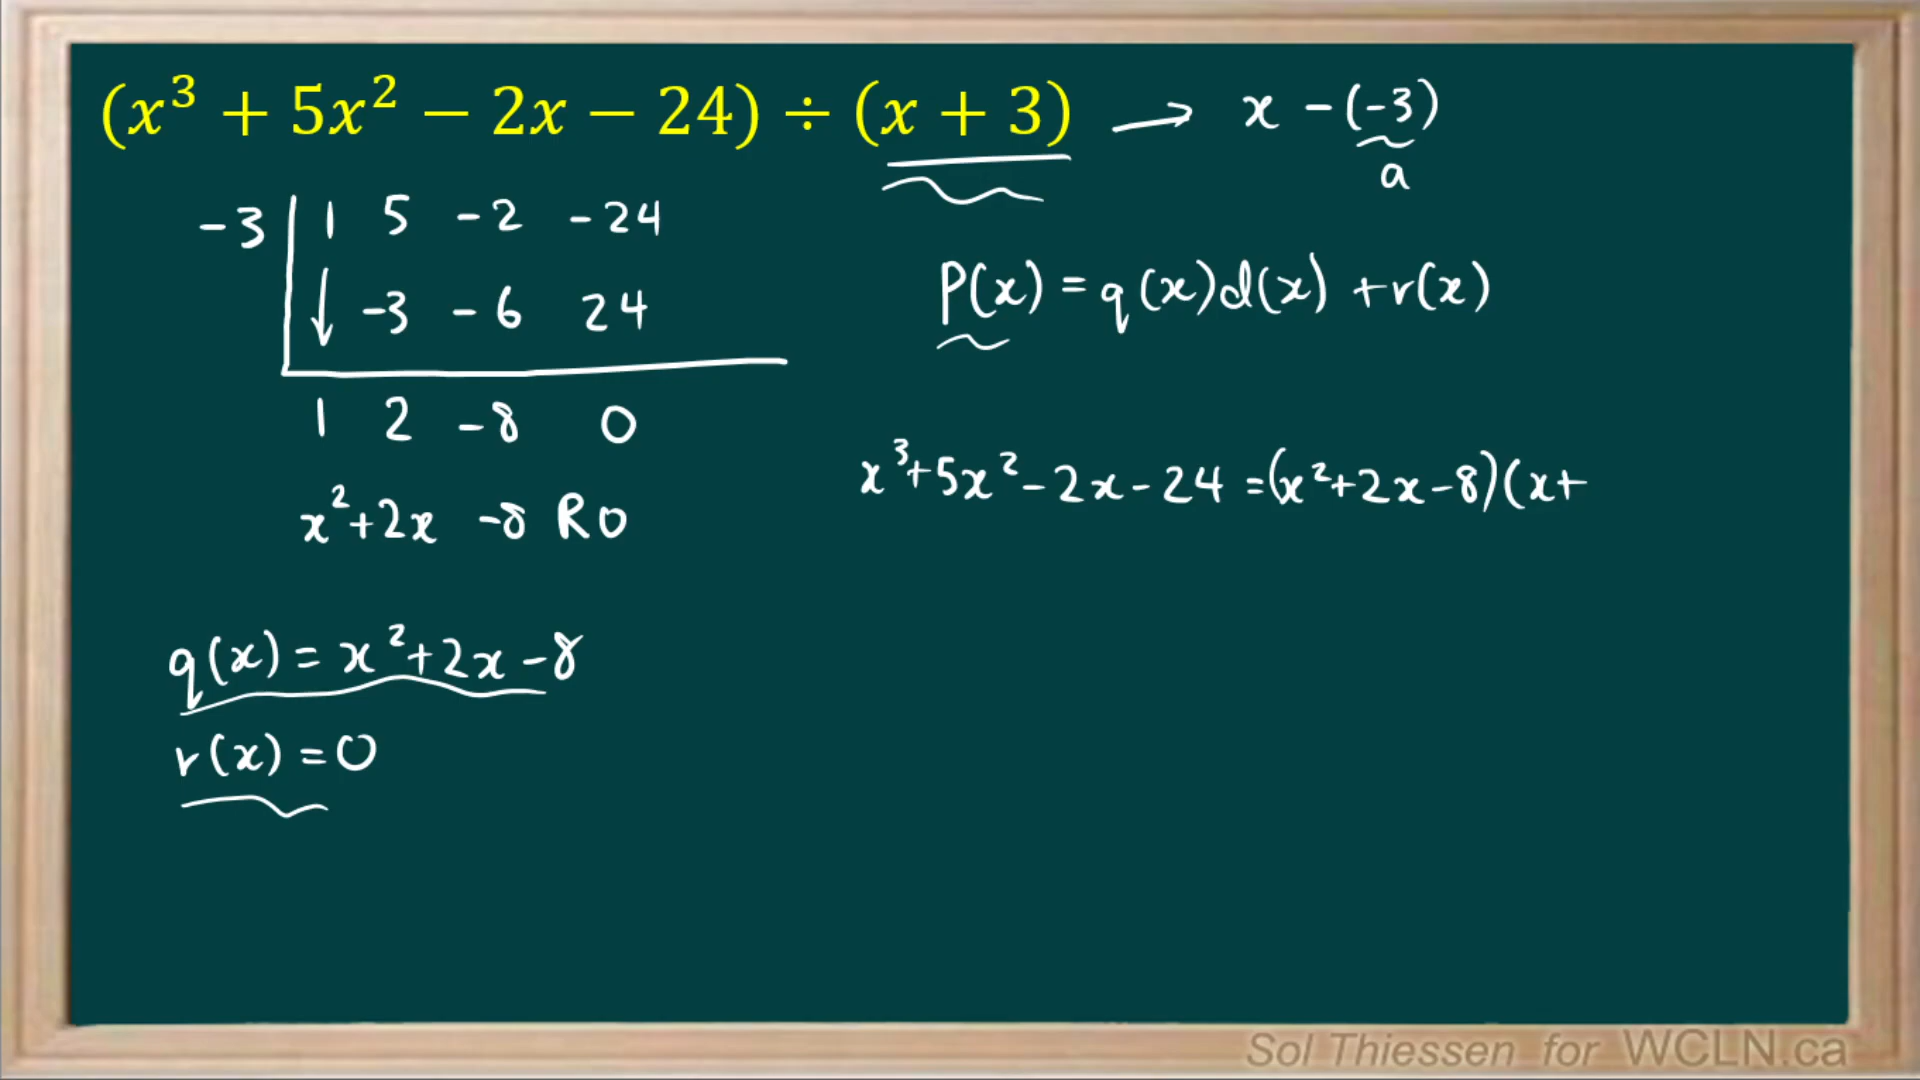 (x³ + 5x² − 2x − 24) ÷ (x + 3) → x − (−3)
a
−3 | 1 5 −2 −24
↓ −3 −6 24
1 2 −8 0
x² + 2x −8 R0
q(x) = x² + 2x − 8
r(x) = 0
P(x) = q(x)d(x) + r(x)
x³ + 5x² − 2x − 24 = (x² + 2x − 8)(x +
Sol Thiessen for WCLN.ca